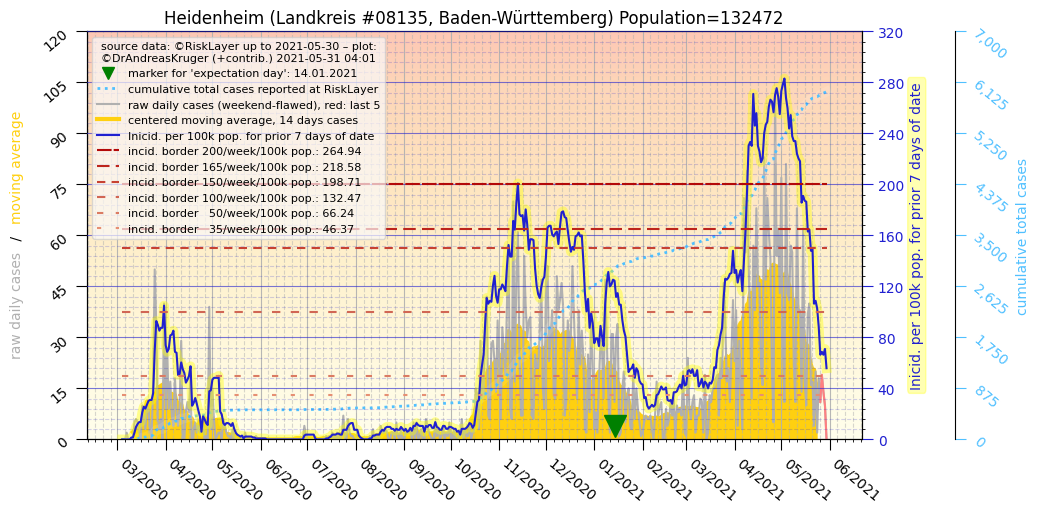 Heidenheim (Landkreis #08135, Baden-Württemberg) Population=132472
source data: ©RiskLayer up to 2021-05-30 – plot:
©DrAndreasKruger (+contrib.) 2021-05-31 04:01
marker for 'expectation day': 14.01.2021
cumulative total cases reported at RiskLayer
raw daily cases (weekend-flawed), red: last 5
centered moving average, 14 days cases
Inicid. per 100k pop. for prior 7 days of date
incid. border 200/week/100k pop.: 264.94
incid. border 165/week/100k pop.: 218.58
incid. border 150/week/100k pop.: 198.71
incid. border 100/week/100k pop.: 132.47
incid. border 50/week/100k pop.: 66.24
incid. border 35/week/100k pop.: 46.37
raw daily cases / moving average
120
105
90
75
60
45
30
15
0
320
280
240
200
160
120
80
40
0
Inicid. per 100k pop. for prior 7 days of date
7,000
6,125
5,250
4,375
3,500
2,625
1,750
875
0
cumulative total cases
03/2020
04/2020
05/2020
06/2020
07/2020
08/2020
09/2020
10/2020
11/2020
12/2020
01/2021
02/2021
03/2021
04/2021
05/2021
06/2021